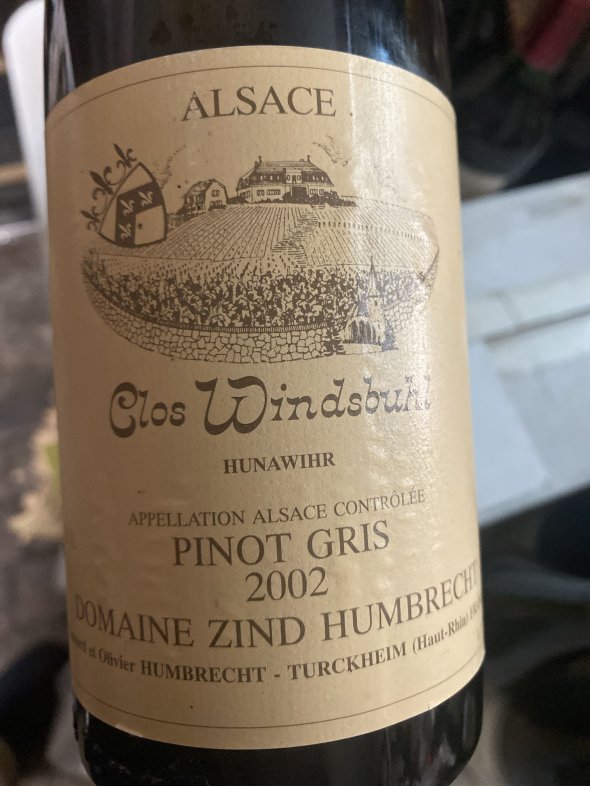 ALSACE
Clos Windsbuhl
HUNAWIHR
APPELLATION ALSACE CONTRÔLÉE
PINOT GRIS
2002
DOMAINE ZIND HUMBRECHT
et Olivier HUMBRECHT - TURCKHEIM (Haut-Rhin)